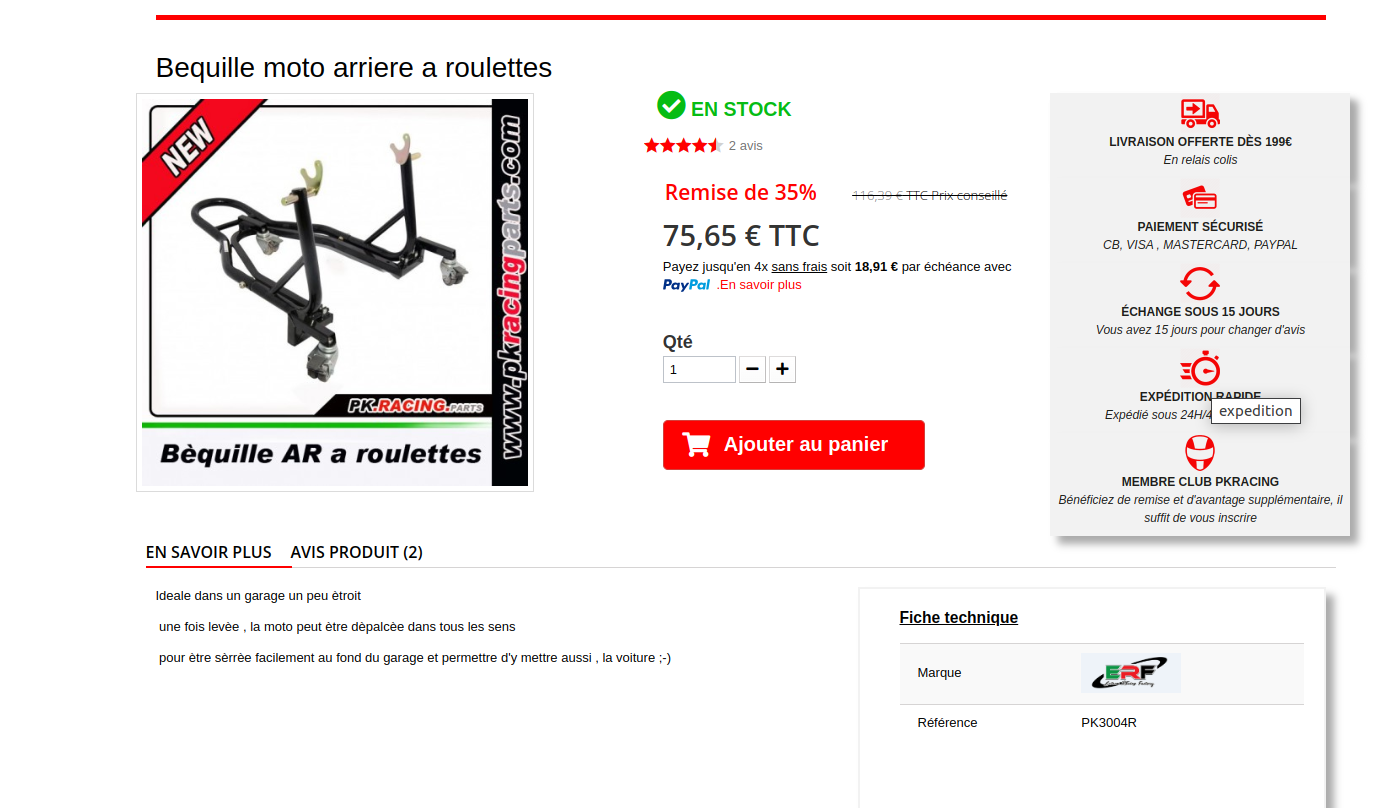 Bequille moto arriere a roulettes
NEW
www.pkracingparts.com
PK-RACING-PARTS
Bèquille AR a roulettes
EN STOCK
2 avis
Remise de 35%
116,39 € TTC Prix conseillé
75,65 € TTC
Payez jusqu'en 4x sans frais soit 18,91 € par échéance avec
PayPal .En savoir plus
Qté
1
Ajouter au panier
LIVRAISON OFFERTE DÈS 199€
En relais colis
PAIEMENT SÉCURISÉ
CB, VISA , MASTERCARD, PAYPAL
ÉCHANGE SOUS 15 JOURS
Vous avez 15 jours pour changer d'avis
EXPÉDITION RAPIDE
Expédié sous 24H/4
expedition
MEMBRE CLUB PKRACING
Bénéficiez de remise et d'avantage supplémentaire, il
suffit de vous inscrire
EN SAVOIR PLUS
AVIS PRODUIT (2)
Ideale dans un garage un peu ètroit
une fois levèe , la moto peut ètre dèpalcèe dans tous les sens
pour ètre sèrrèe facilement au fond du garage et permettre d'y mettre aussi , la voiture ;-)
Fiche technique
Marque
ERF
Référence
PK3004R